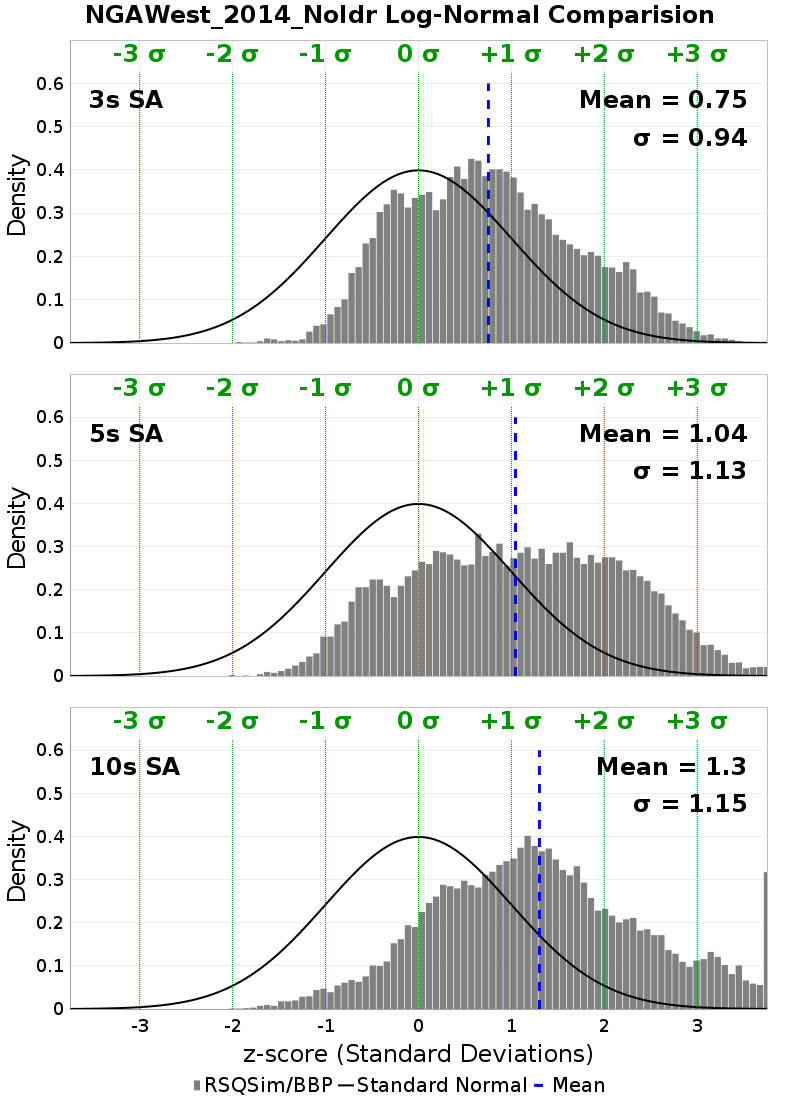 NGAWest_2014_NoIdr Log-Normal Comparision
-3 σ -2 σ -1 σ 0 σ +1 σ +2 σ +3 σ
3s SA
Mean = 0.75
σ = 0.94
Density
0.6
0.5
0.4
0.3
0.2
0.1
0
-3 σ -2 σ -1 σ 0 σ +1 σ +2 σ +3 σ
5s SA
Mean = 1.04
σ = 1.13
Density
0.6
0.5
0.4
0.3
0.2
0.1
0
-3 σ -2 σ -1 σ 0 σ +1 σ +2 σ +3 σ
10s SA
Mean = 1.3
σ = 1.15
Density
0.6
0.5
0.4
0.3
0.2
0.1
0
-3 -2 -1 0 1 2 3
z-score (Standard Deviations)
RSQSim/BBP Standard Normal Mean